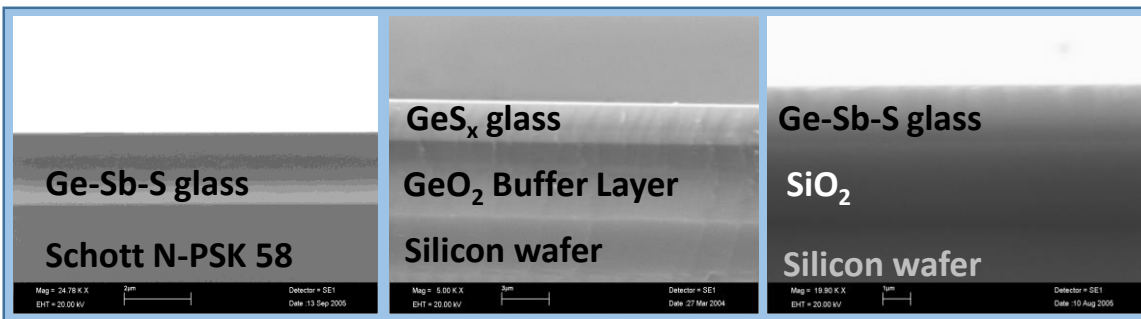 Ge-Sb-S glass
Schott N-PSK 58
Mag = 24.78 K X
2µm
Detector = SE1
EHT = 20.00 kV
Date :13 Sep 2005
GeSx glass
GeO2 Buffer Layer
Silicon wafer
Mag = 5.00 K X
3µm
Detector = SE1
EHT = 20.00 kV
Date :27 Mar 2004
Ge-Sb-S glass
SiO2
Silicon wafer
Mag = 19.90 K X
1µm
Detector = SE1
EHT = 20.00 kV
Date :10 Aug 2005